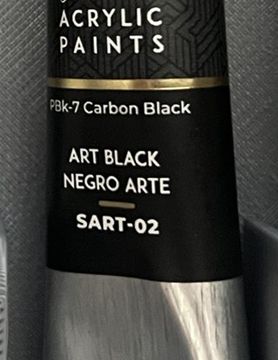 ACRYLIC
PAINTS
PBk-7 Carbon Black
ART BLACK
NEGRO ARTE
SART-02